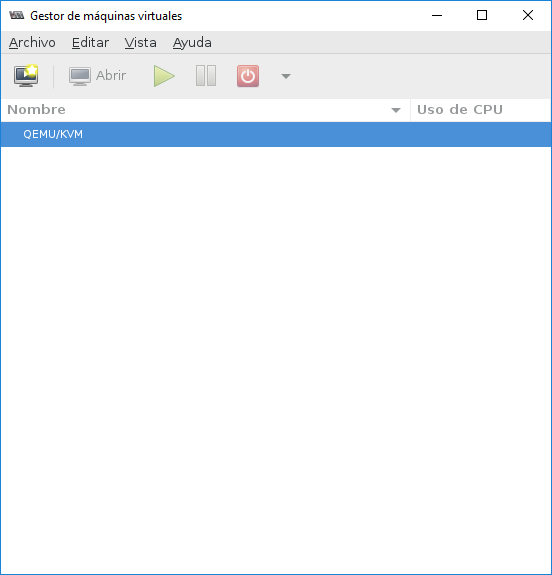 Gestor de máquinas virtuales
Archivo Editar Vista Ayuda
Abrir
Nombre Uso de CPU
QEMU/KVM